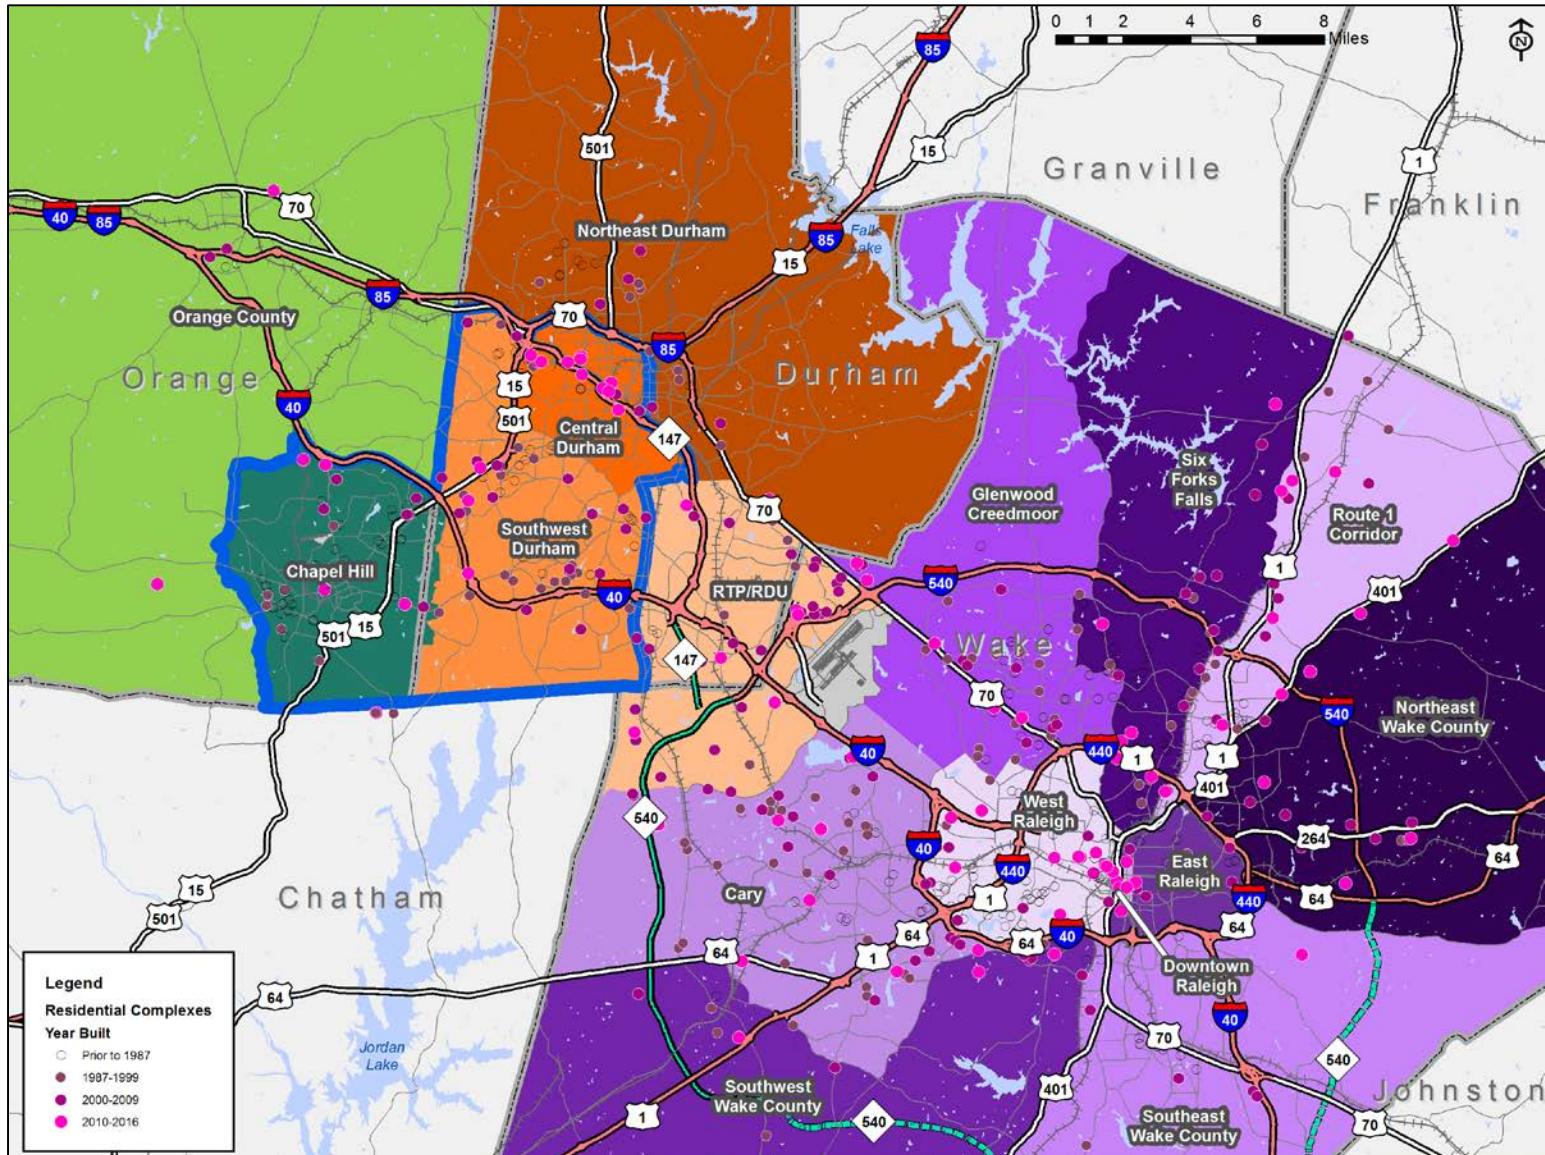 0 1 2 4 6 8
Miles
N
85
15
1
501
Granville
Franklin
70
40
85
Northeast Durham
85
Falls
Lake
15
Orange County
85
70
85
Orange
Durham
15
40
501
Central
Durham
147
Six
Forks
Falls
Glenwood
Creedmoor
70
Route 1
Corridor
Southwest
Durham
Chapel Hill
1
540
RTP/RDU
401
40
15
501
Wake
147
70
540
Northeast
Wake County
40
440
1
1
401
West
Raleigh
540
264
40
64
440
East
Raleigh
15
Cary
1
64
440
Chatham
501
64
64
40
64
64
1
Downtown
Raleigh
64
Legend
Residential Complexes
Year Built
Prior to 1987
1987-1999
2000-2009
2010-2016
40
70
Jordan
Lake
540
Southwest
Wake County
401
Johnston
1
540
Southeast
Wake County
70